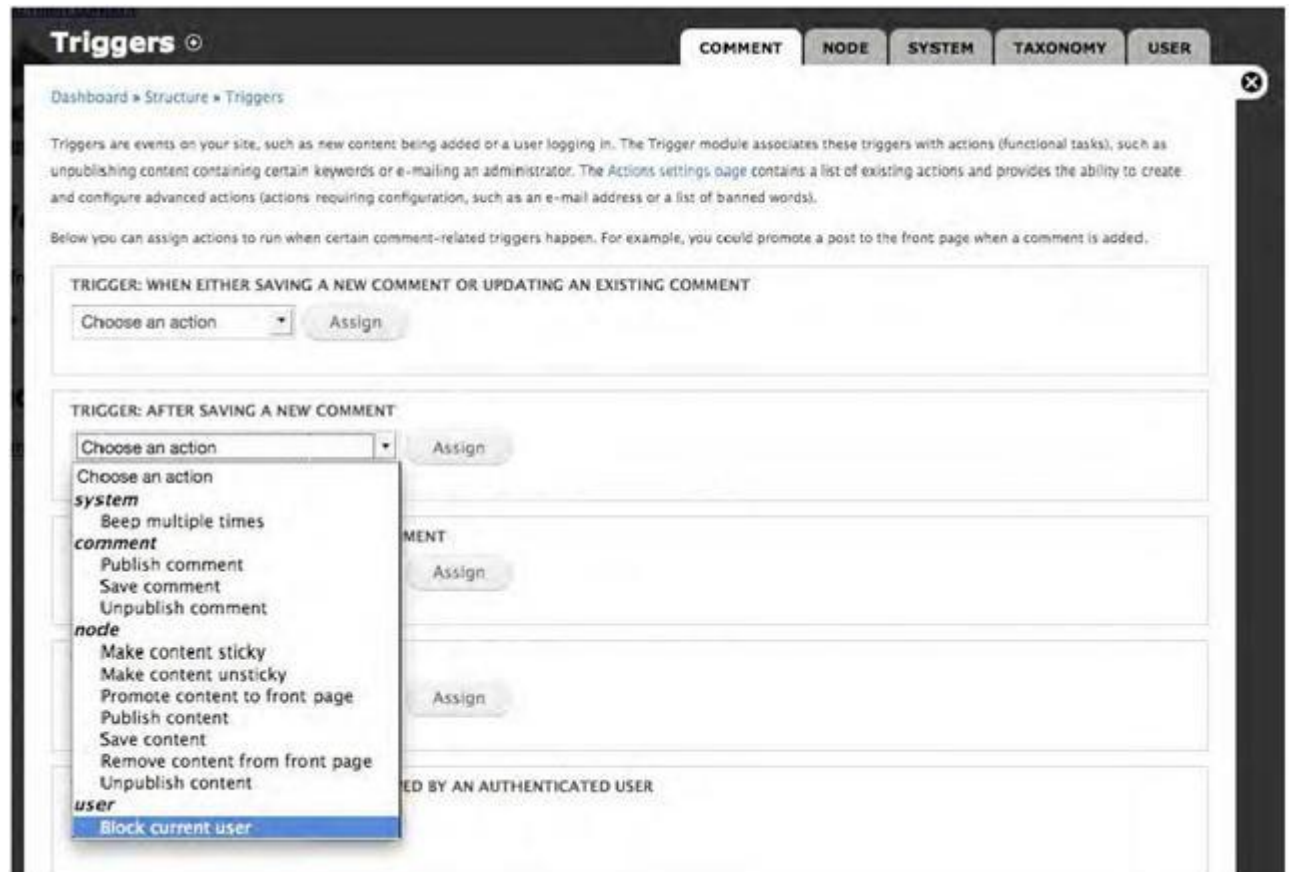 Triggers
COMMENT
NODE
SYSTEM
TAXONOMY
USER
Dashboard » Structure » Triggers
Triggers are events on your site, such as new content being added or a user logging in. The Trigger module associates these triggers with actions (functional tasks), such as
unpublishing content containing certain keywords or e-mailing an administrator. The Actions settings page contains a list of existing actions and provides the ability to create
and configure advanced actions (actions requiring configuration, such as an e-mail address or a list of banned words).
Below you can assign actions to run when certain comment-related triggers happen. For example, you could promote a post to the front page when a comment is added.
TRIGGER: WHEN EITHER SAVING A NEW COMMENT OR UPDATING AN EXISTING COMMENT
Choose an action
Assign
TRIGGER: AFTER SAVING A NEW COMMENT
Choose an action
Assign
Choose an action
system
Beep multiple times
comment
Publish comment
Save comment
Unpublish comment
node
Make content sticky
Make content unsticky
Promote content to front page
Publish content
Save content
Remove content from front page
Unpublish content
user
Block current user
MENT
Assign
Assign
ED BY AN AUTHENTICATED USER